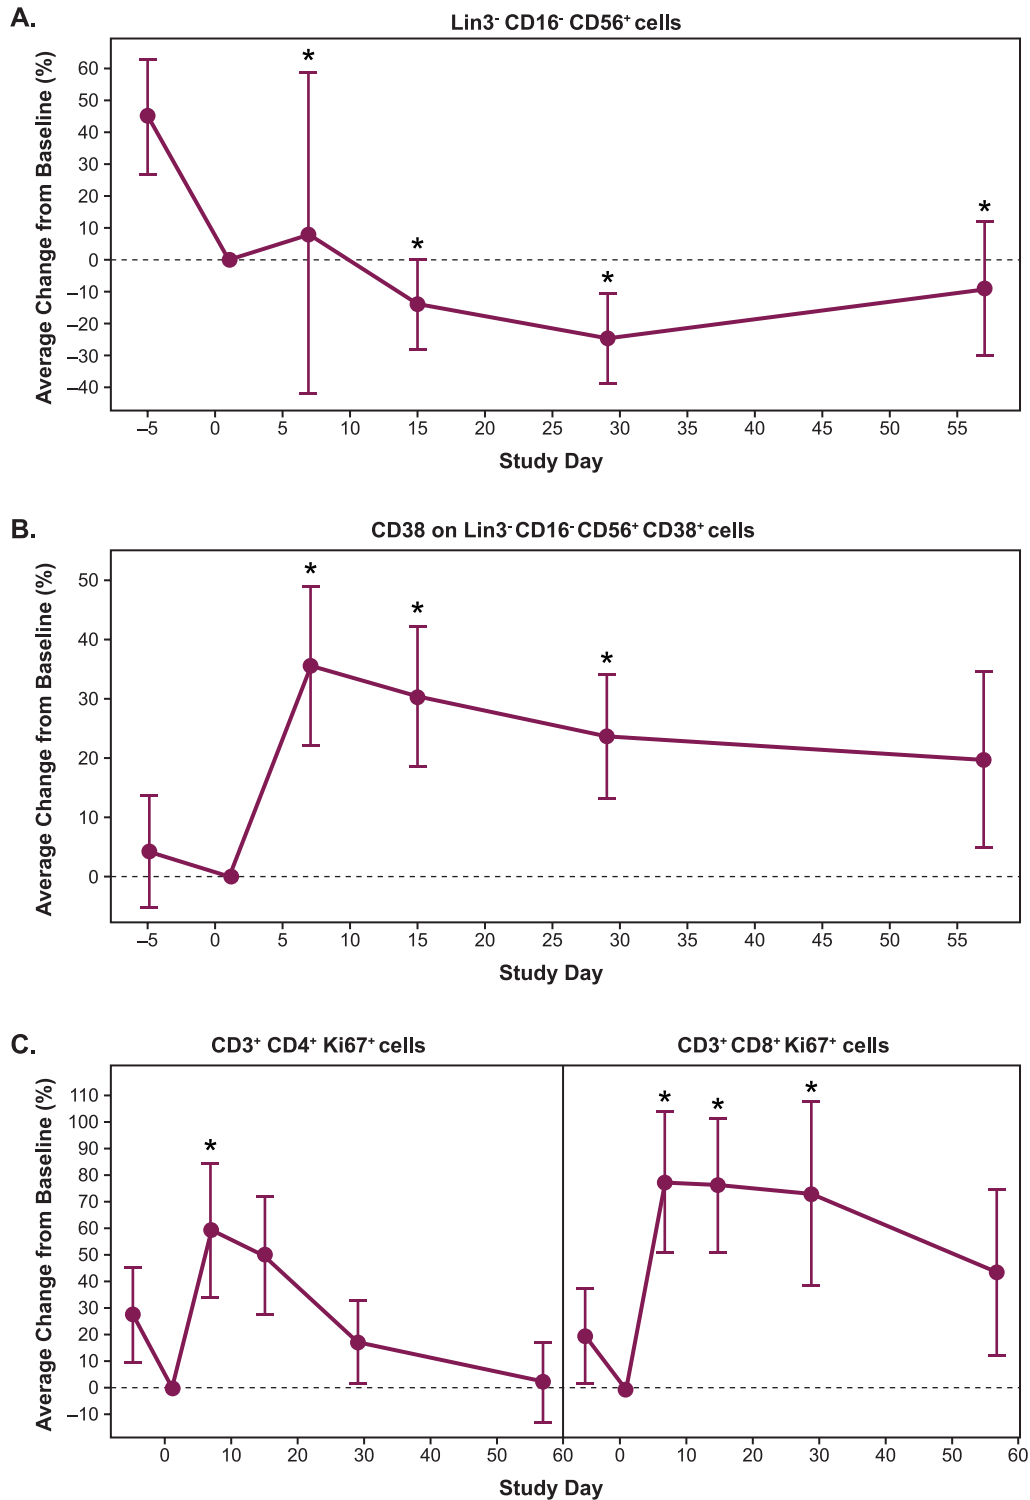 A.
Lin3⁻ CD16⁻ CD56⁺ cells
Average Change from Baseline (%)
60
50
40
30
20
10
0
–10
–20
–30
–40
* * * *
–5 0 5 10 15 20 25 30 35 40 45 50 55
Study Day
B.
CD38 on Lin3⁻ CD16⁻ CD56⁺ CD38⁺ cells
Average Change from Baseline (%)
50
40
30
20
10
0
* * *
–5 0 5 10 15 20 25 30 35 40 45 50 55
Study Day
C.
CD3⁺ CD4⁺ Ki67⁺ cells
CD3⁺ CD8⁺ Ki67⁺ cells
Average Change from Baseline (%)
110
100
90
80
70
60
50
40
30
20
10
0
–10
* * * *
0 10 20 30 40 50 60 0 10 20 30 40 50 60
Study Day